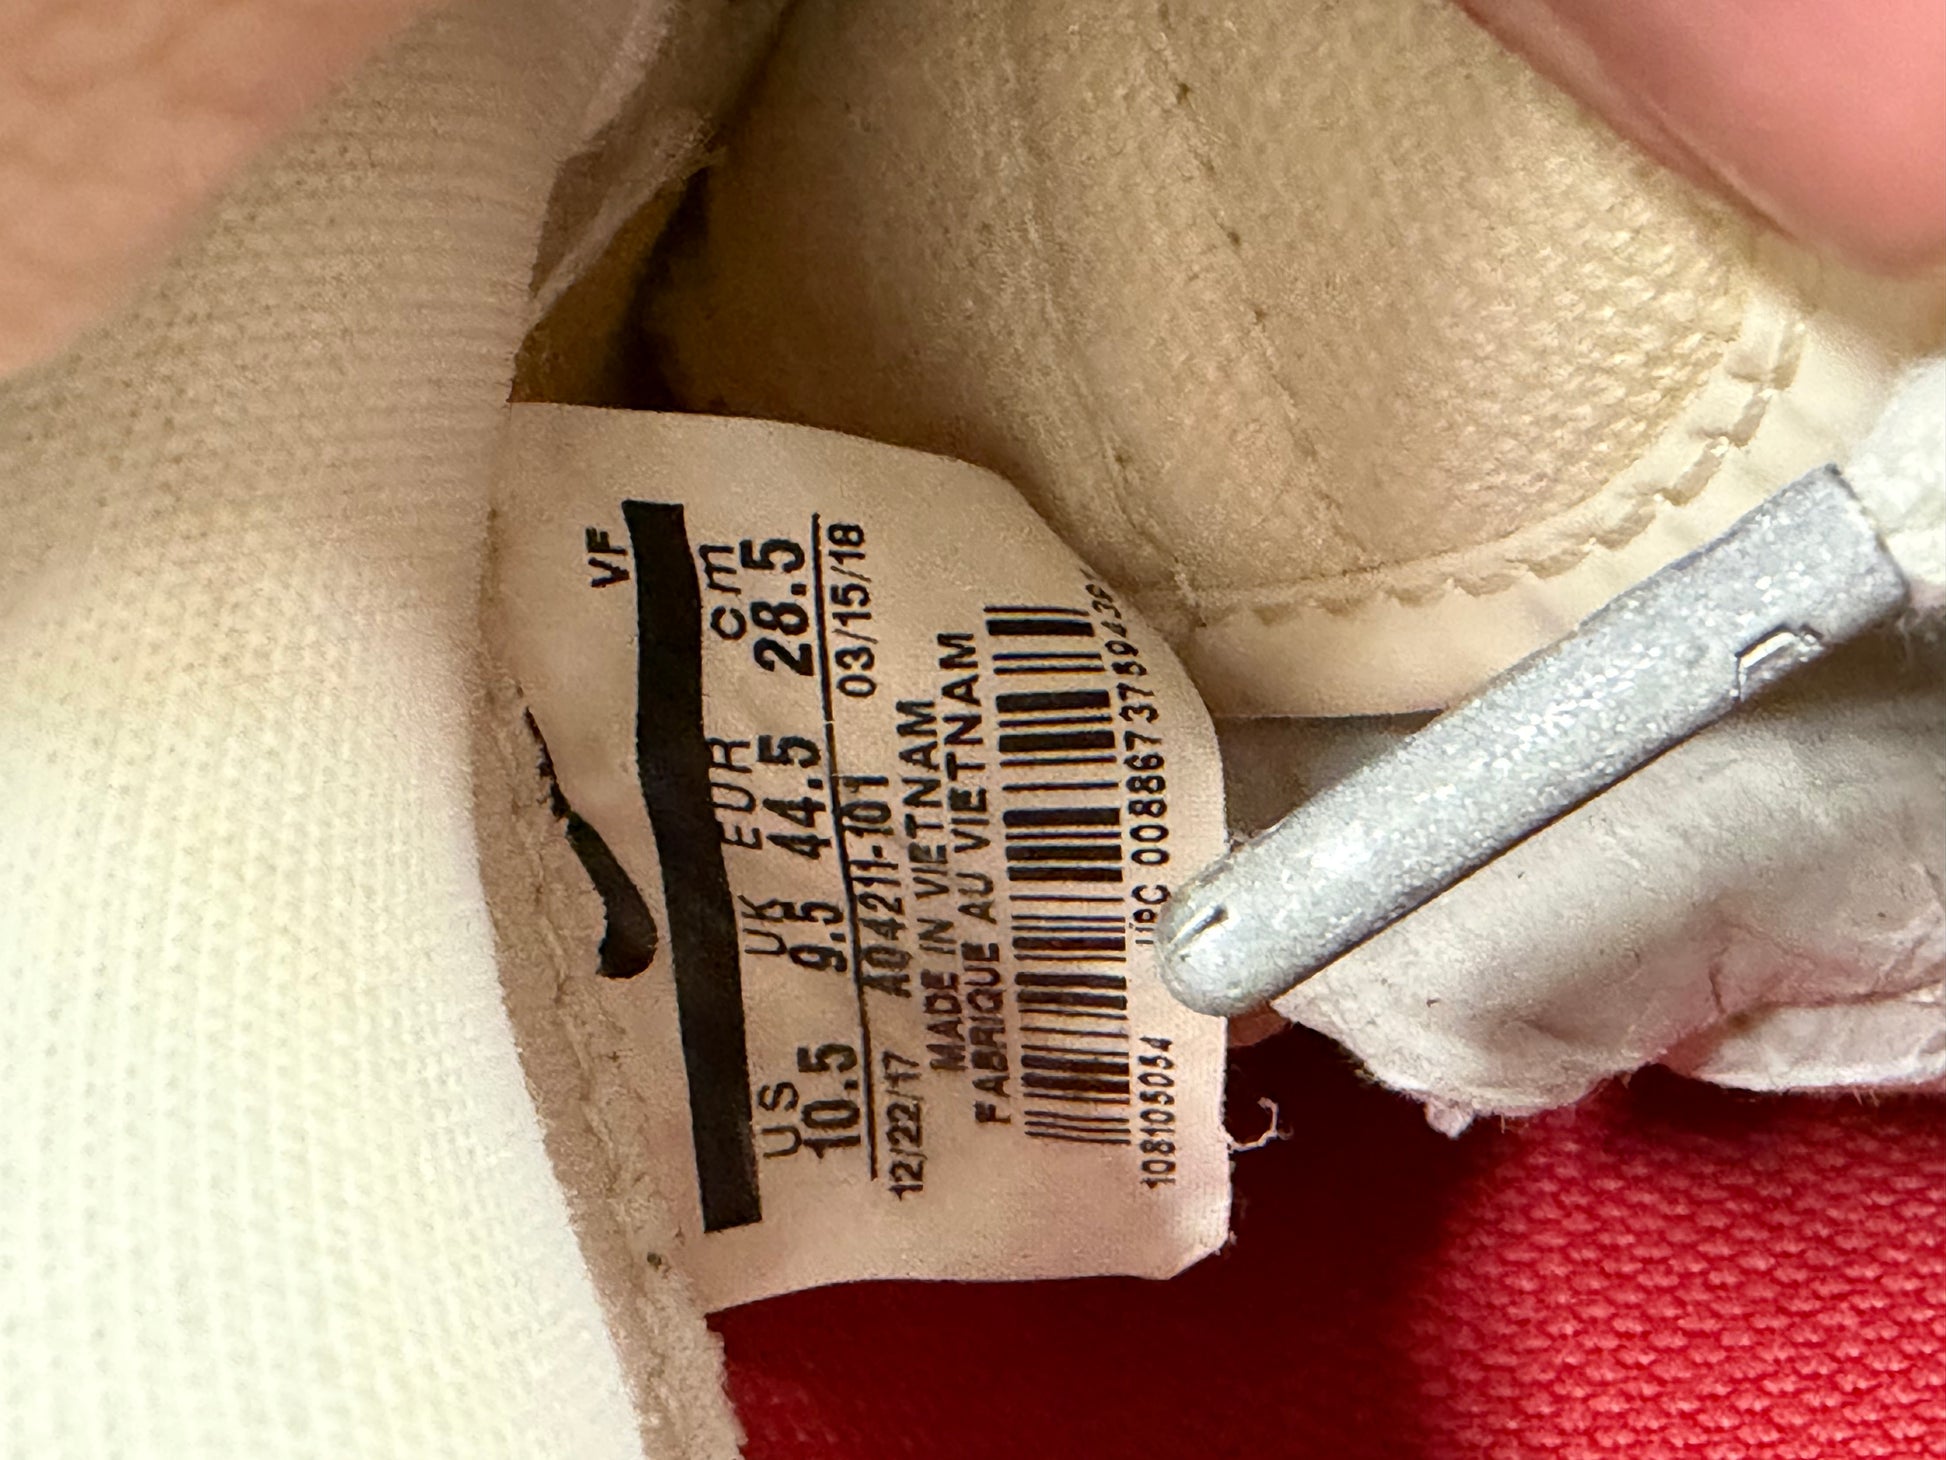 VF
US UK EUR cm
10.5 9.5 44.5 28.5
12/22/17 AO4211-101 03/15/18
MADE IN VIETNAM
FABRIQUE AU VIETNAM
108105054 UPC